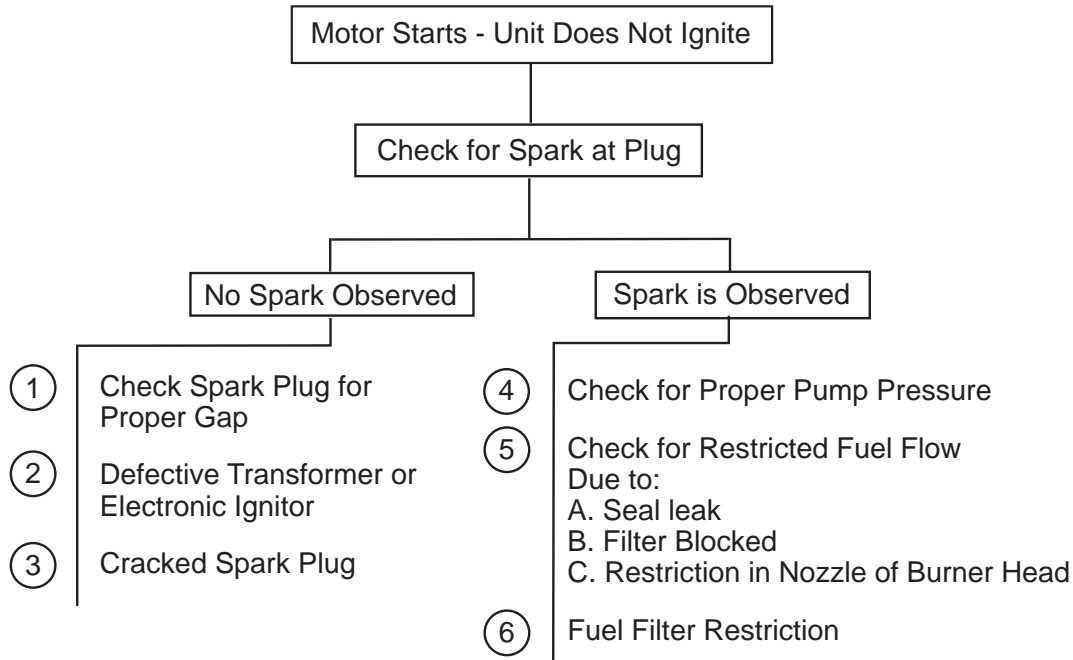 Motor Starts - Unit Does Not Ignite
Check for Spark at Plug
No Spark Observed
1
Check Spark Plug for
Proper Gap
2
Defective Transformer or
Electronic Ignitor
3
Cracked Spark Plug
Spark is Observed
4
Check for Proper Pump Pressure
5
Check for Restricted Fuel Flow
Due to:
A. Seal leak
B. Filter Blocked
C. Restriction in Nozzle of Burner Head
6
Fuel Filter Restriction